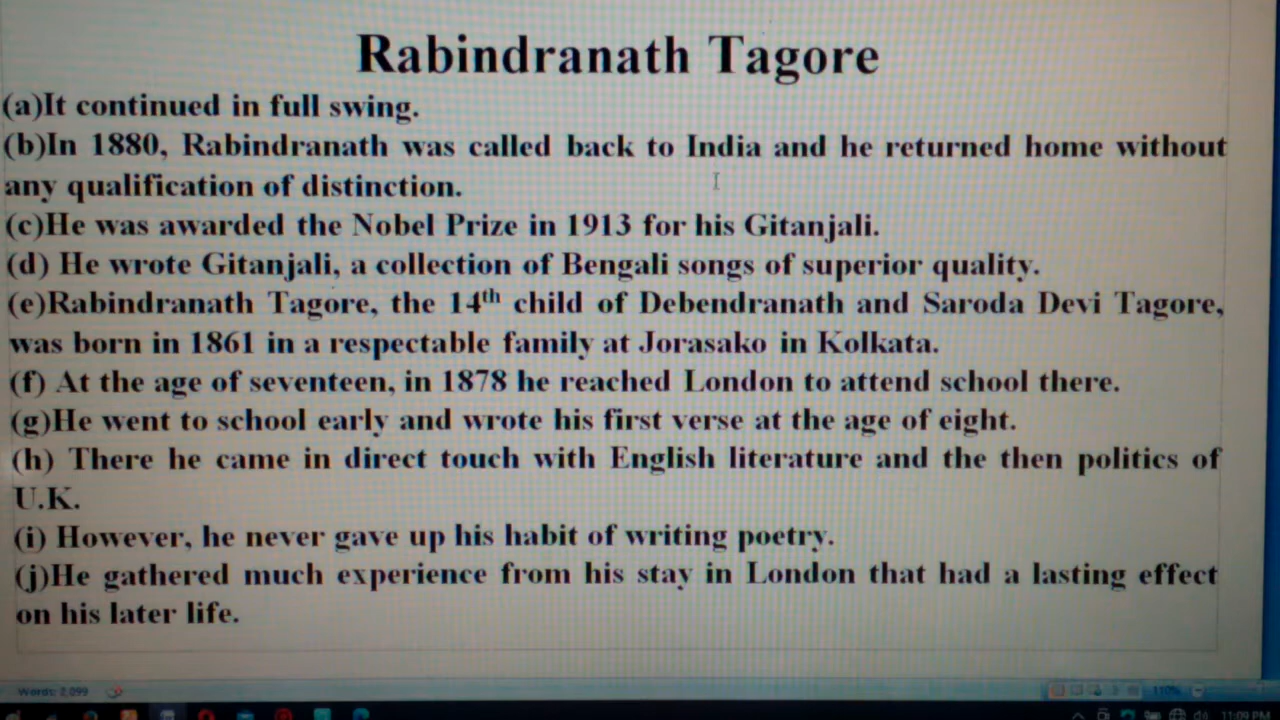 Rabindranath Tagore
(a)It continued in full swing.
(b)In 1880, Rabindranath was called back to India and he returned home without
any qualification of distinction.
(c)He was awarded the Nobel Prize in 1913 for his Gitanjali.
(d) He wrote Gitanjali, a collection of Bengali songs of superior quality.
(e)Rabindranath Tagore, the 14th child of Debendranath and Saroda Devi Tagore,
was born in 1861 in a respectable family at Jorasako in Kolkata.
(f) At the age of seventeen, in 1878 he reached London to attend school there.
(g)He went to school early and wrote his first verse at the age of eight.
(h) There he came in direct touch with English literature and the then politics of
U.K.
(i) However, he never gave up his habit of writing poetry.
(j)He gathered much experience from his stay in London that had a lasting effect
on his later life.
Words: 2,099
110%
11:09 PM